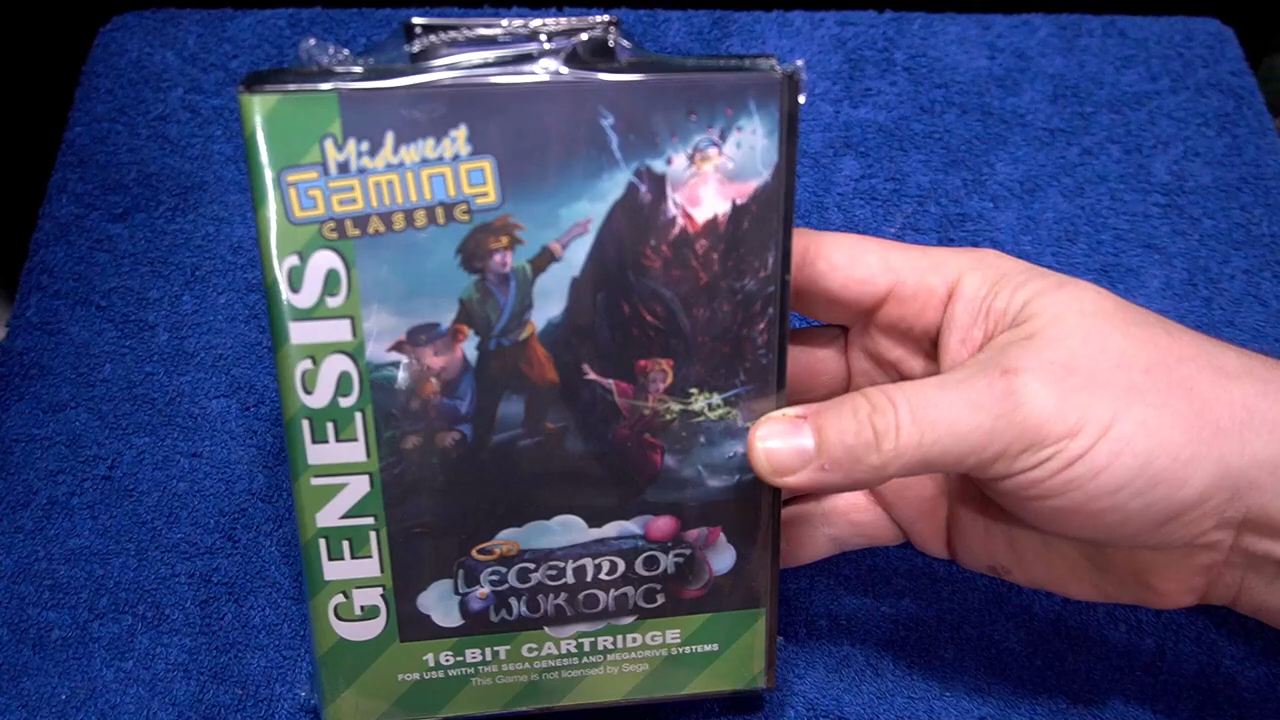 Midwest
Gaming
CLASSIC
GENESIS
LEGEND OF
WUKONG
16-BIT CARTRIDGE
FOR USE WITH THE SEGA GENESIS AND MEGADRIVE SYSTEMS
This Game is not licensed by Sega